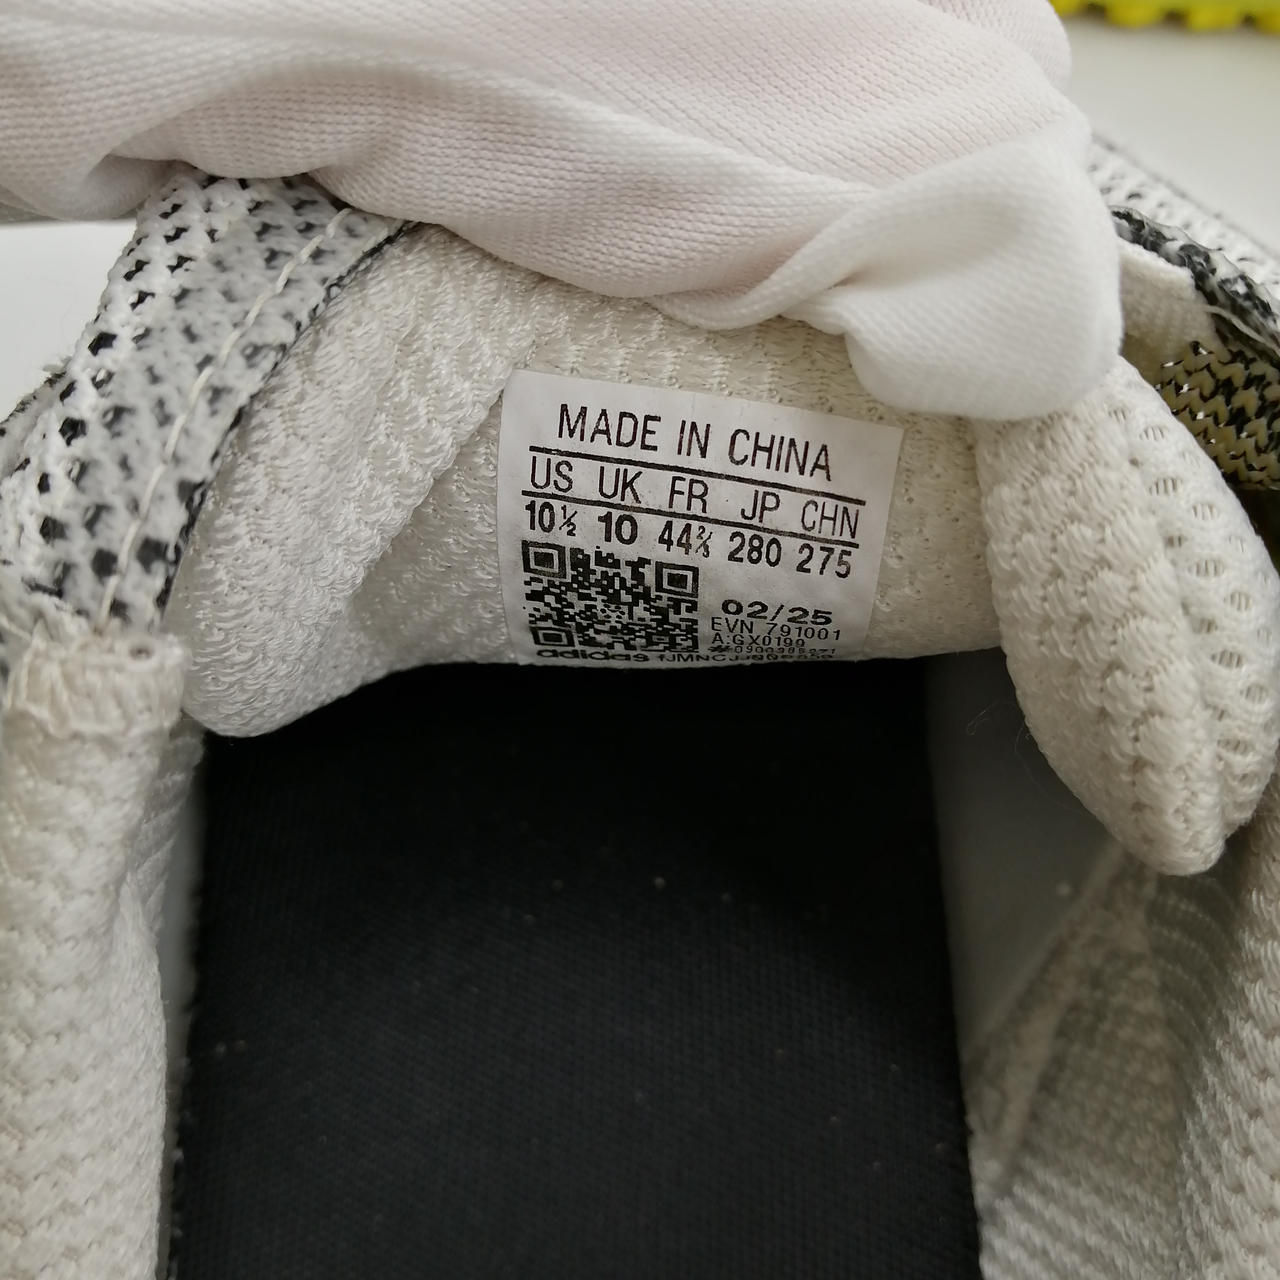 MADE IN CHINA
US UK FR JP CHN
10½ 10 44⅔ 280 275
02/25
EVN 791001
A:GX0199
adidas